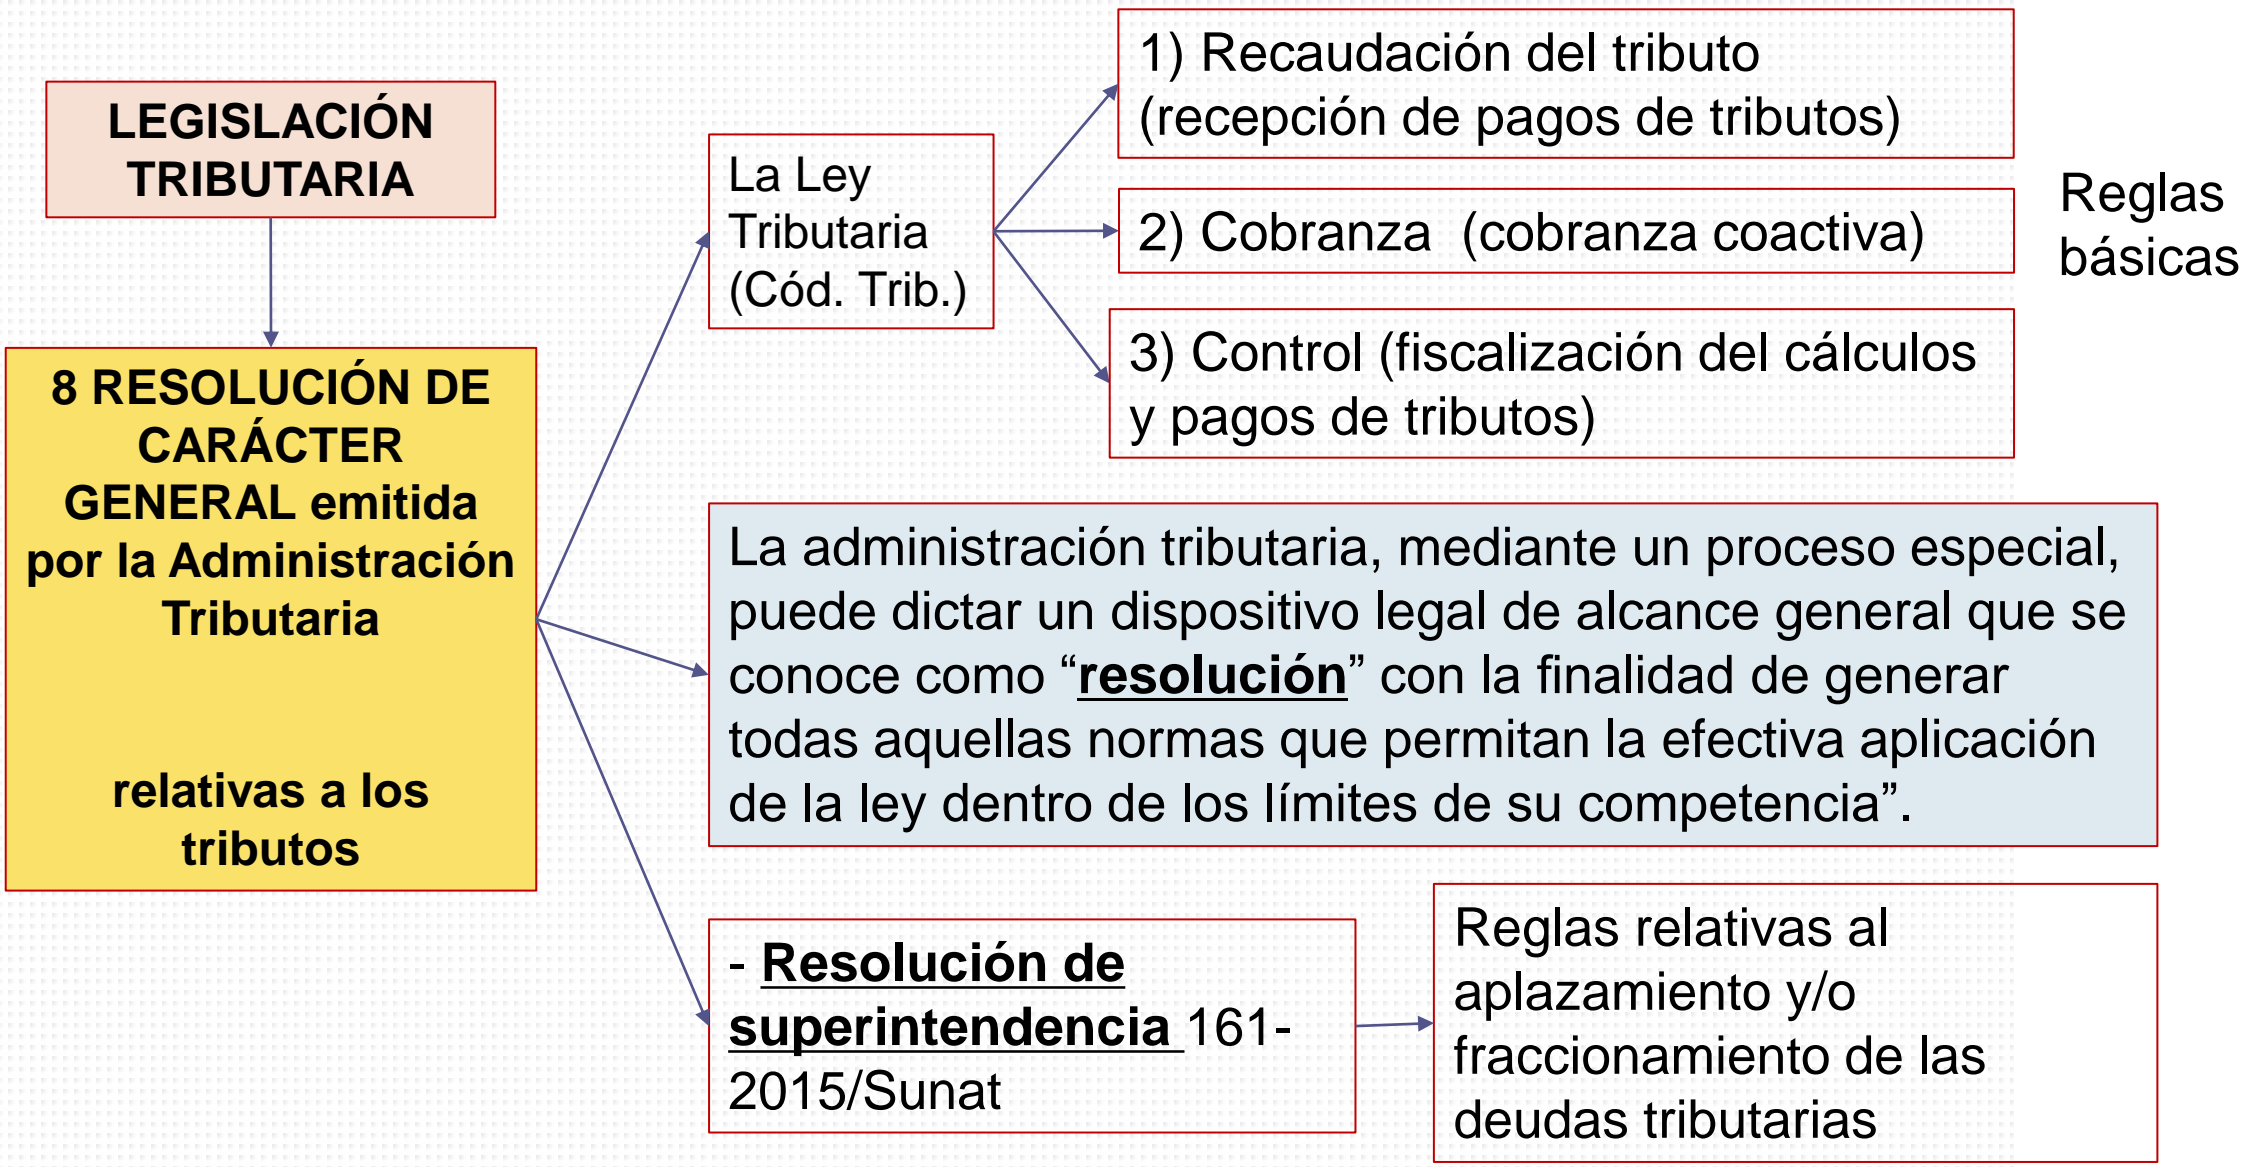 LEGISLACIÓN
TRIBUTARIA
8 RESOLUCIÓN DE
CARÁCTER
GENERAL emitida
por la Administración
Tributaria
relativas a los
tributos
La Ley
Tributaria
(Cód. Trib.)
1) Recaudación del tributo
(recepción de pagos de tributos)
2) Cobranza  (cobranza coactiva)
3) Control (fiscalización del cálculos
y pagos de tributos)
Reglas
básicas
La administración tributaria, mediante un proceso especial,
puede dictar un dispositivo legal de alcance general que se
conoce como “resolución” con la finalidad de generar
todas aquellas normas que permitan la efectiva aplicación
de la ley dentro de los límites de su competencia”.
- Resolución de
superintendencia 161-
2015/Sunat
Reglas relativas al
aplazamiento y/o
fraccionamiento de las
deudas tributarias